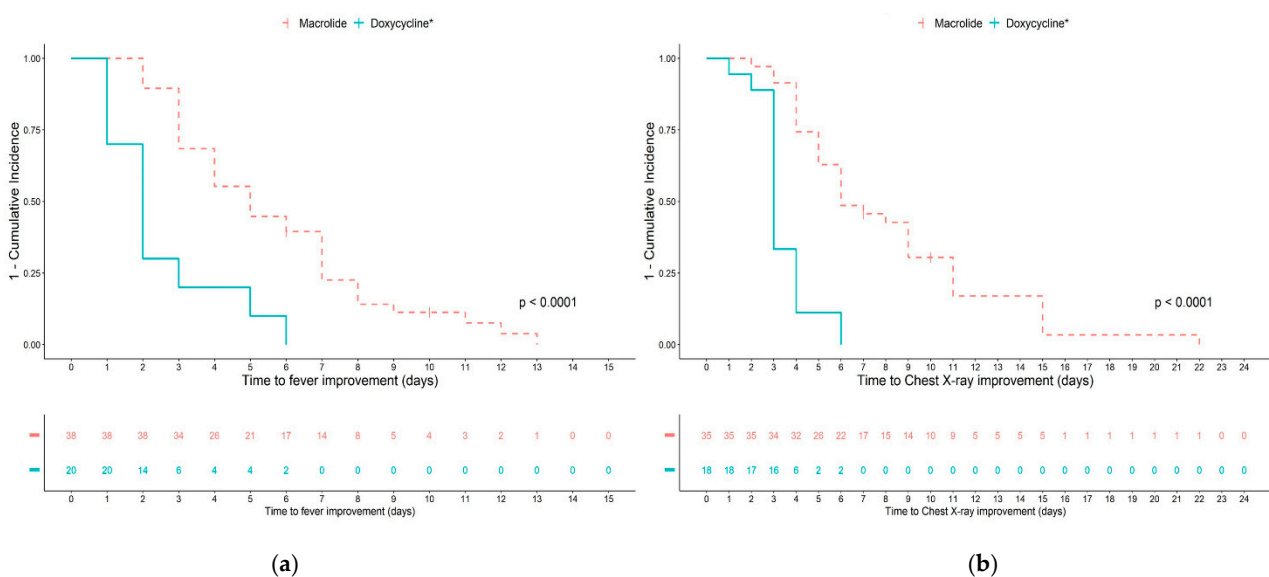 Macrolide Doxycycline*
1.00
0.75
0.50
0.25
0.00
1 - Cumulative Incidence
p < 0.0001
0 1 2 3 4 5 6 7 8 9 10 11 12 13 14 15
Time to fever improvement (days)
38 38 38 34 26 21 17 14 8 5 4 3 2 1 0 0
20 20 14 6 4 4 2 0 0 0 0 0 0 0 0 0
0 1 2 3 4 5 6 7 8 9 10 11 12 13 14 15
Time to fever improvement (days)
(a)
Macrolide Doxycycline*
1.00
0.75
0.50
0.25
0.00
1 - Cumulative Incidence
p < 0.0001
0 1 2 3 4 5 6 7 8 9 10 11 12 13 14 15 16 17 18 19 20 21 22 23 24
Time to Chest X-ray improvement (days)
35 35 35 34 32 26 22 17 15 14 10 9 5 5 5 5 1 1 1 1 1 1 1 0 0
18 18 17 16 6 2 2 0 0 0 0 0 0 0 0 0 0 0 0 0 0 0 0 0 0
0 1 2 3 4 5 6 7 8 9 10 11 12 13 14 15 16 17 18 19 20 21 22 23 24
Time to Chest X-ray improvement (days)
(b)